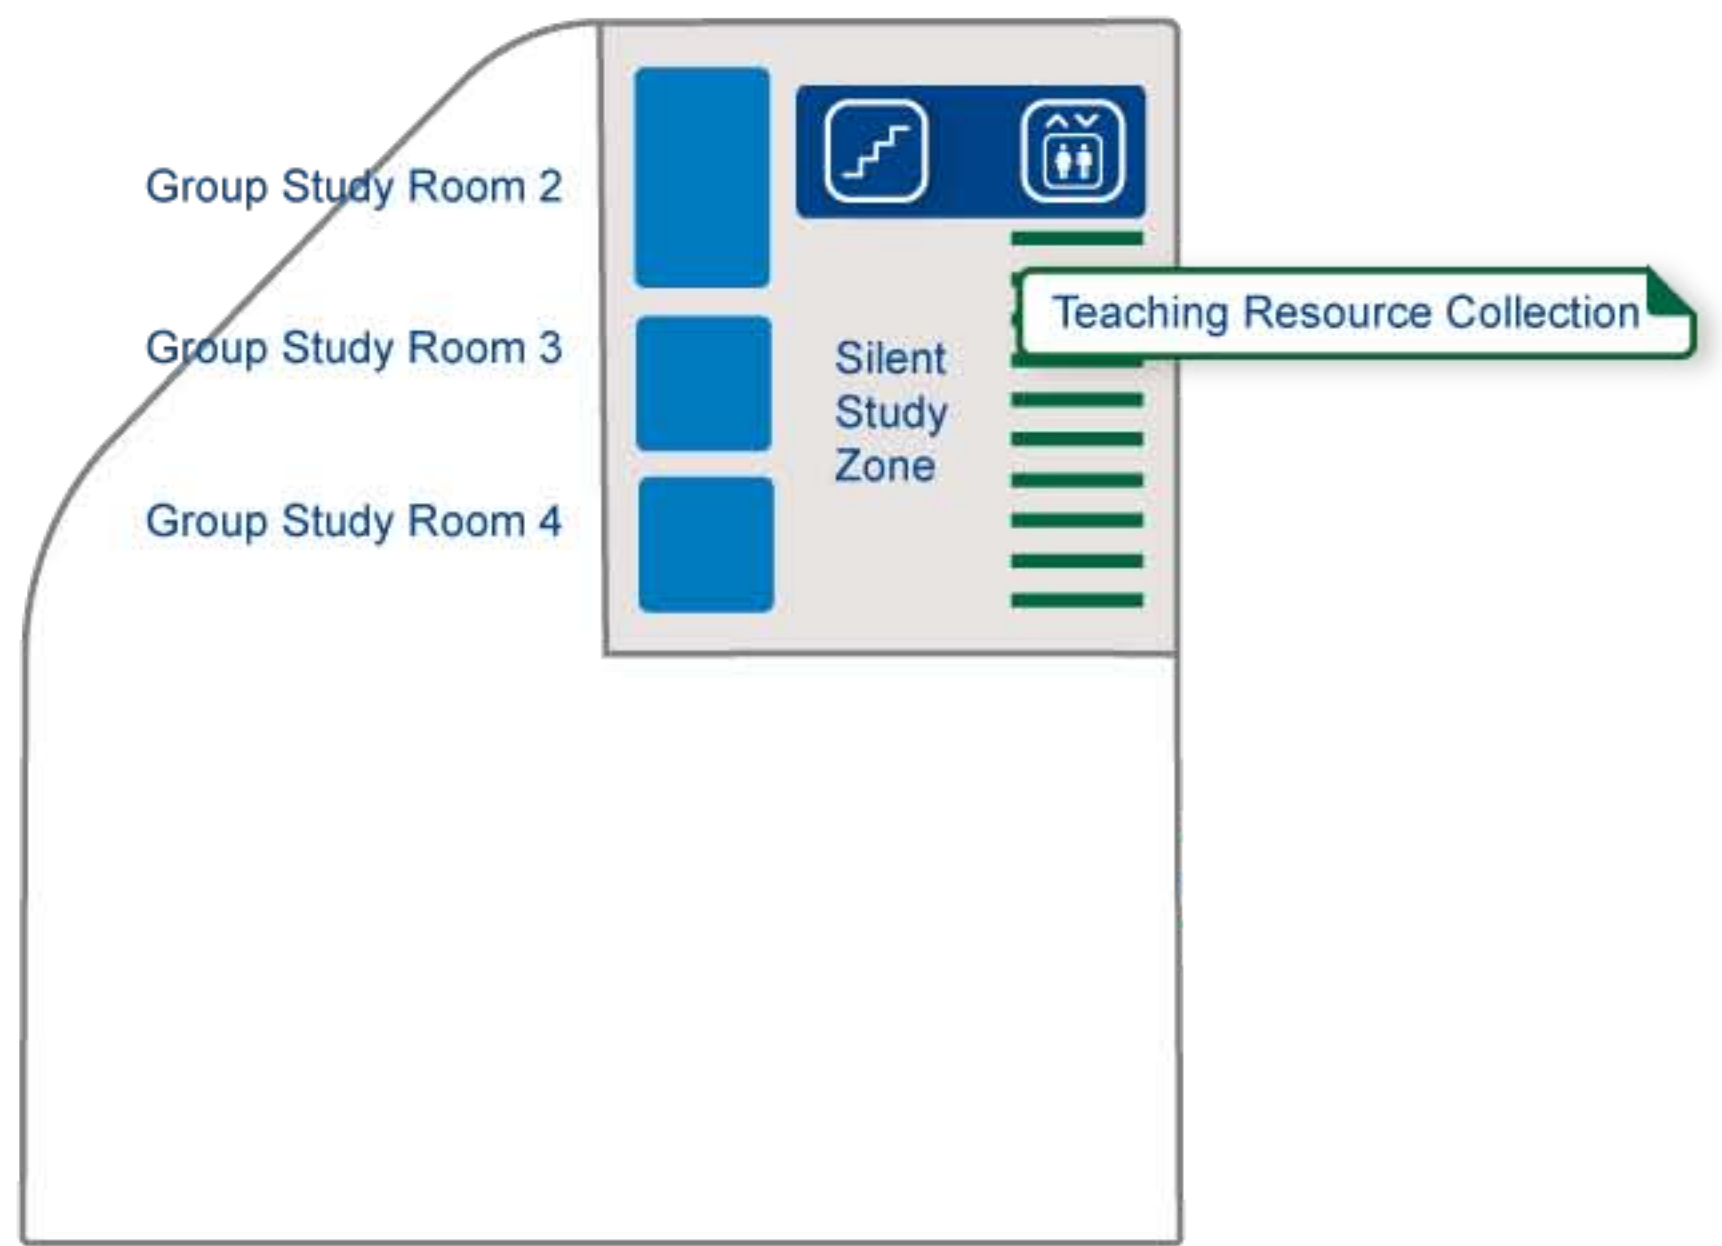 Group Study Room 2
Teaching Resource Collection
Group Study Room 3
Silent
Study
Zone
Group Study Room 4